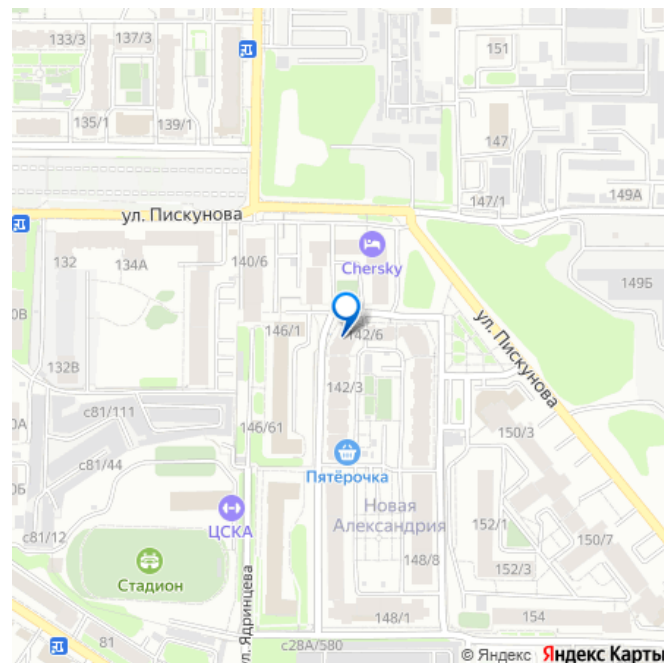 133/3
137/3
151
135/1
139/1
147
147/1
149А
ул. Пискунова
132
134А
140/6
Chersky
149Б
ул. Пискунова
0В
146/1
142/6
132В
142/3
с81/111
146/61
0А
150/3
с81/44
Пятёрочка
0Б
ЦСКА
Новая
Александрия
152/1
150/7
с81/12
148/8
152/3
Стадион
ул. Ядринцева
148/1
154
81
с28А/580
© Яндекс Яндекс Карты